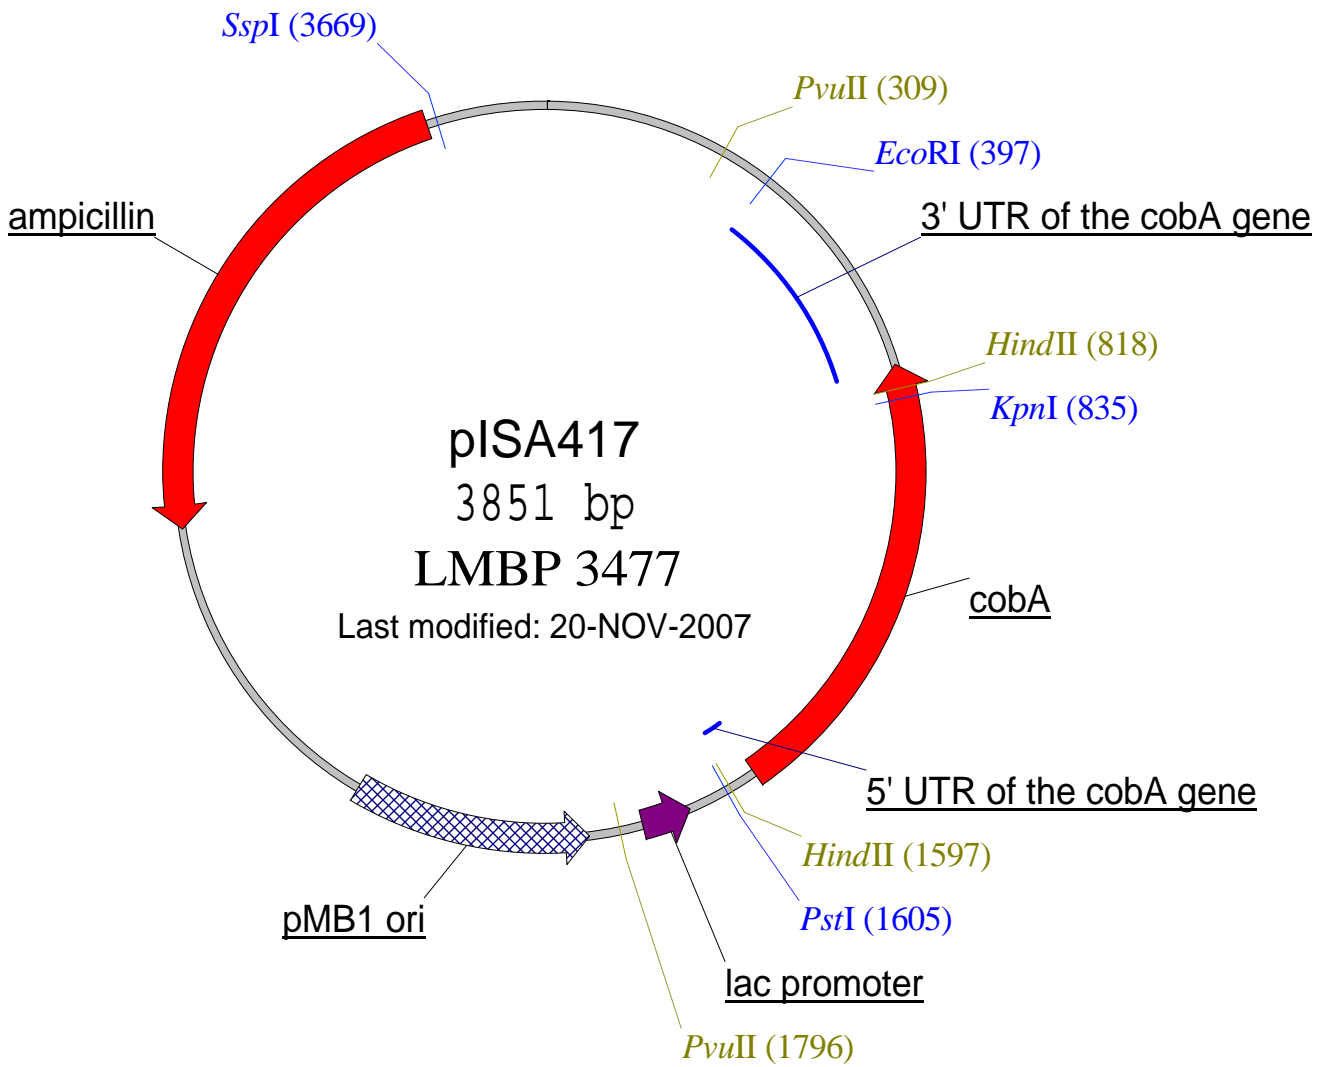 SspI (3669)
PvuII (309)
EcoRI (397)
ampicillin
3' UTR of the cobA gene
HindII (818)
KpnI (835)
pISA417
3851 bp
LMBP 3477
Last modified: 20-NOV-2007
cobA
5' UTR of the cobA gene
HindII (1597)
PstI (1605)
pMB1 ori
lac promoter
PvuII (1796)